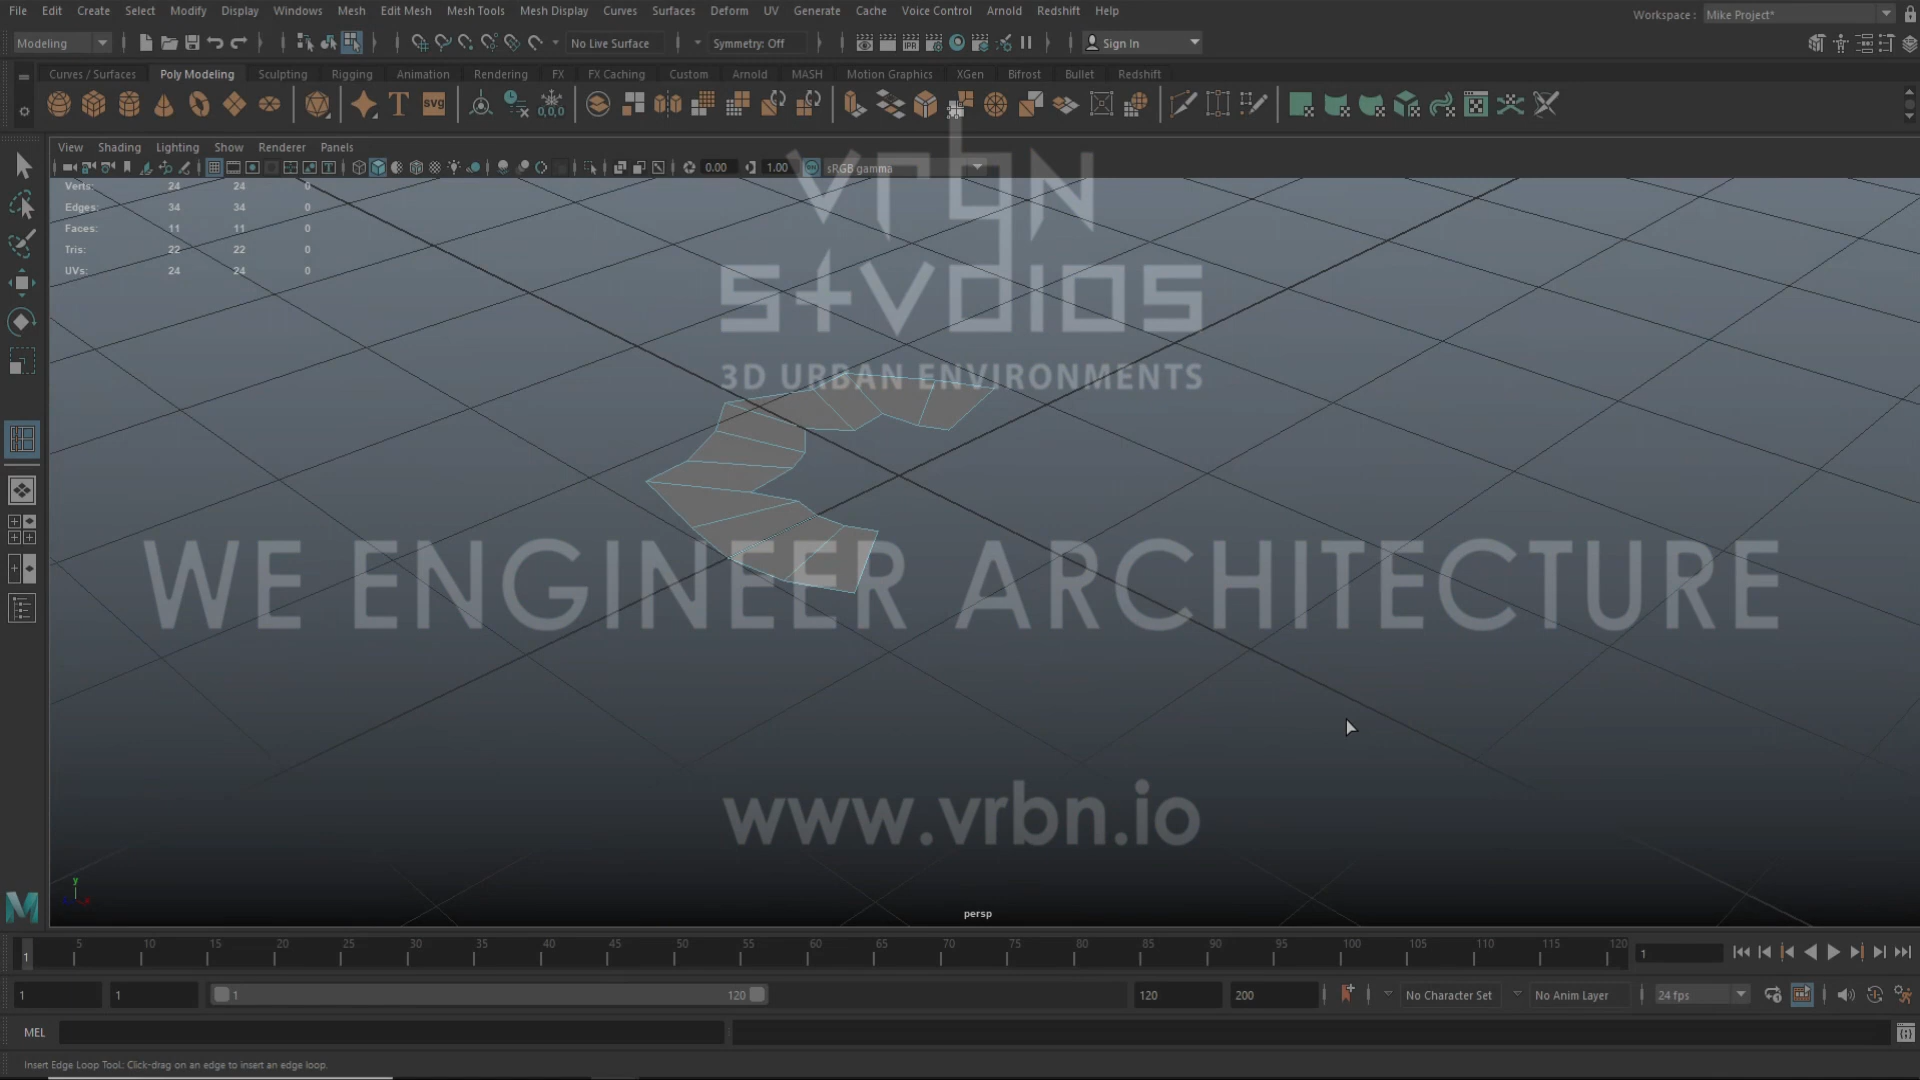 File Edit Create Select Modify Display Windows Mesh Edit Mesh Mesh Tools Mesh Display Curves Surfaces Deform UV Generate Cache Voice Control Arnold Redshift Help Workspace : Mike Project*
Modeling No Live Surface Symmetry: Off IPR Sign In
Curves / Surfaces Poly Modeling Sculpting Rigging Animation Rendering FX FX Caching Custom Arnold MASH Motion Graphics XGen Bifrost Bullet Redshift
T SVG 0,0,0
View Shading Lighting Show Renderer Panels
0.00 1.00 sRGB gamma
Verts: 24 24 0
Edges: 34 34 0
Faces: 11 11 0
Tris: 22 22 0
UVs: 24 24 0
vrbn
stvdios
3D URBAN ENVIRONMENTS
WE ENGINEER ARCHITECTURE
www.vrbn.io
y
M
persp
1 5 10 15 20 25 30 35 40 45 50 55 60 65 70 75 80 85 90 95 100 105 110 115 120 1
1 1 1 120 120 200 No Character Set No Anim Layer 24 fps
MEL
Insert Edge Loop Tool: Click-drag on an edge to insert an edge loop.